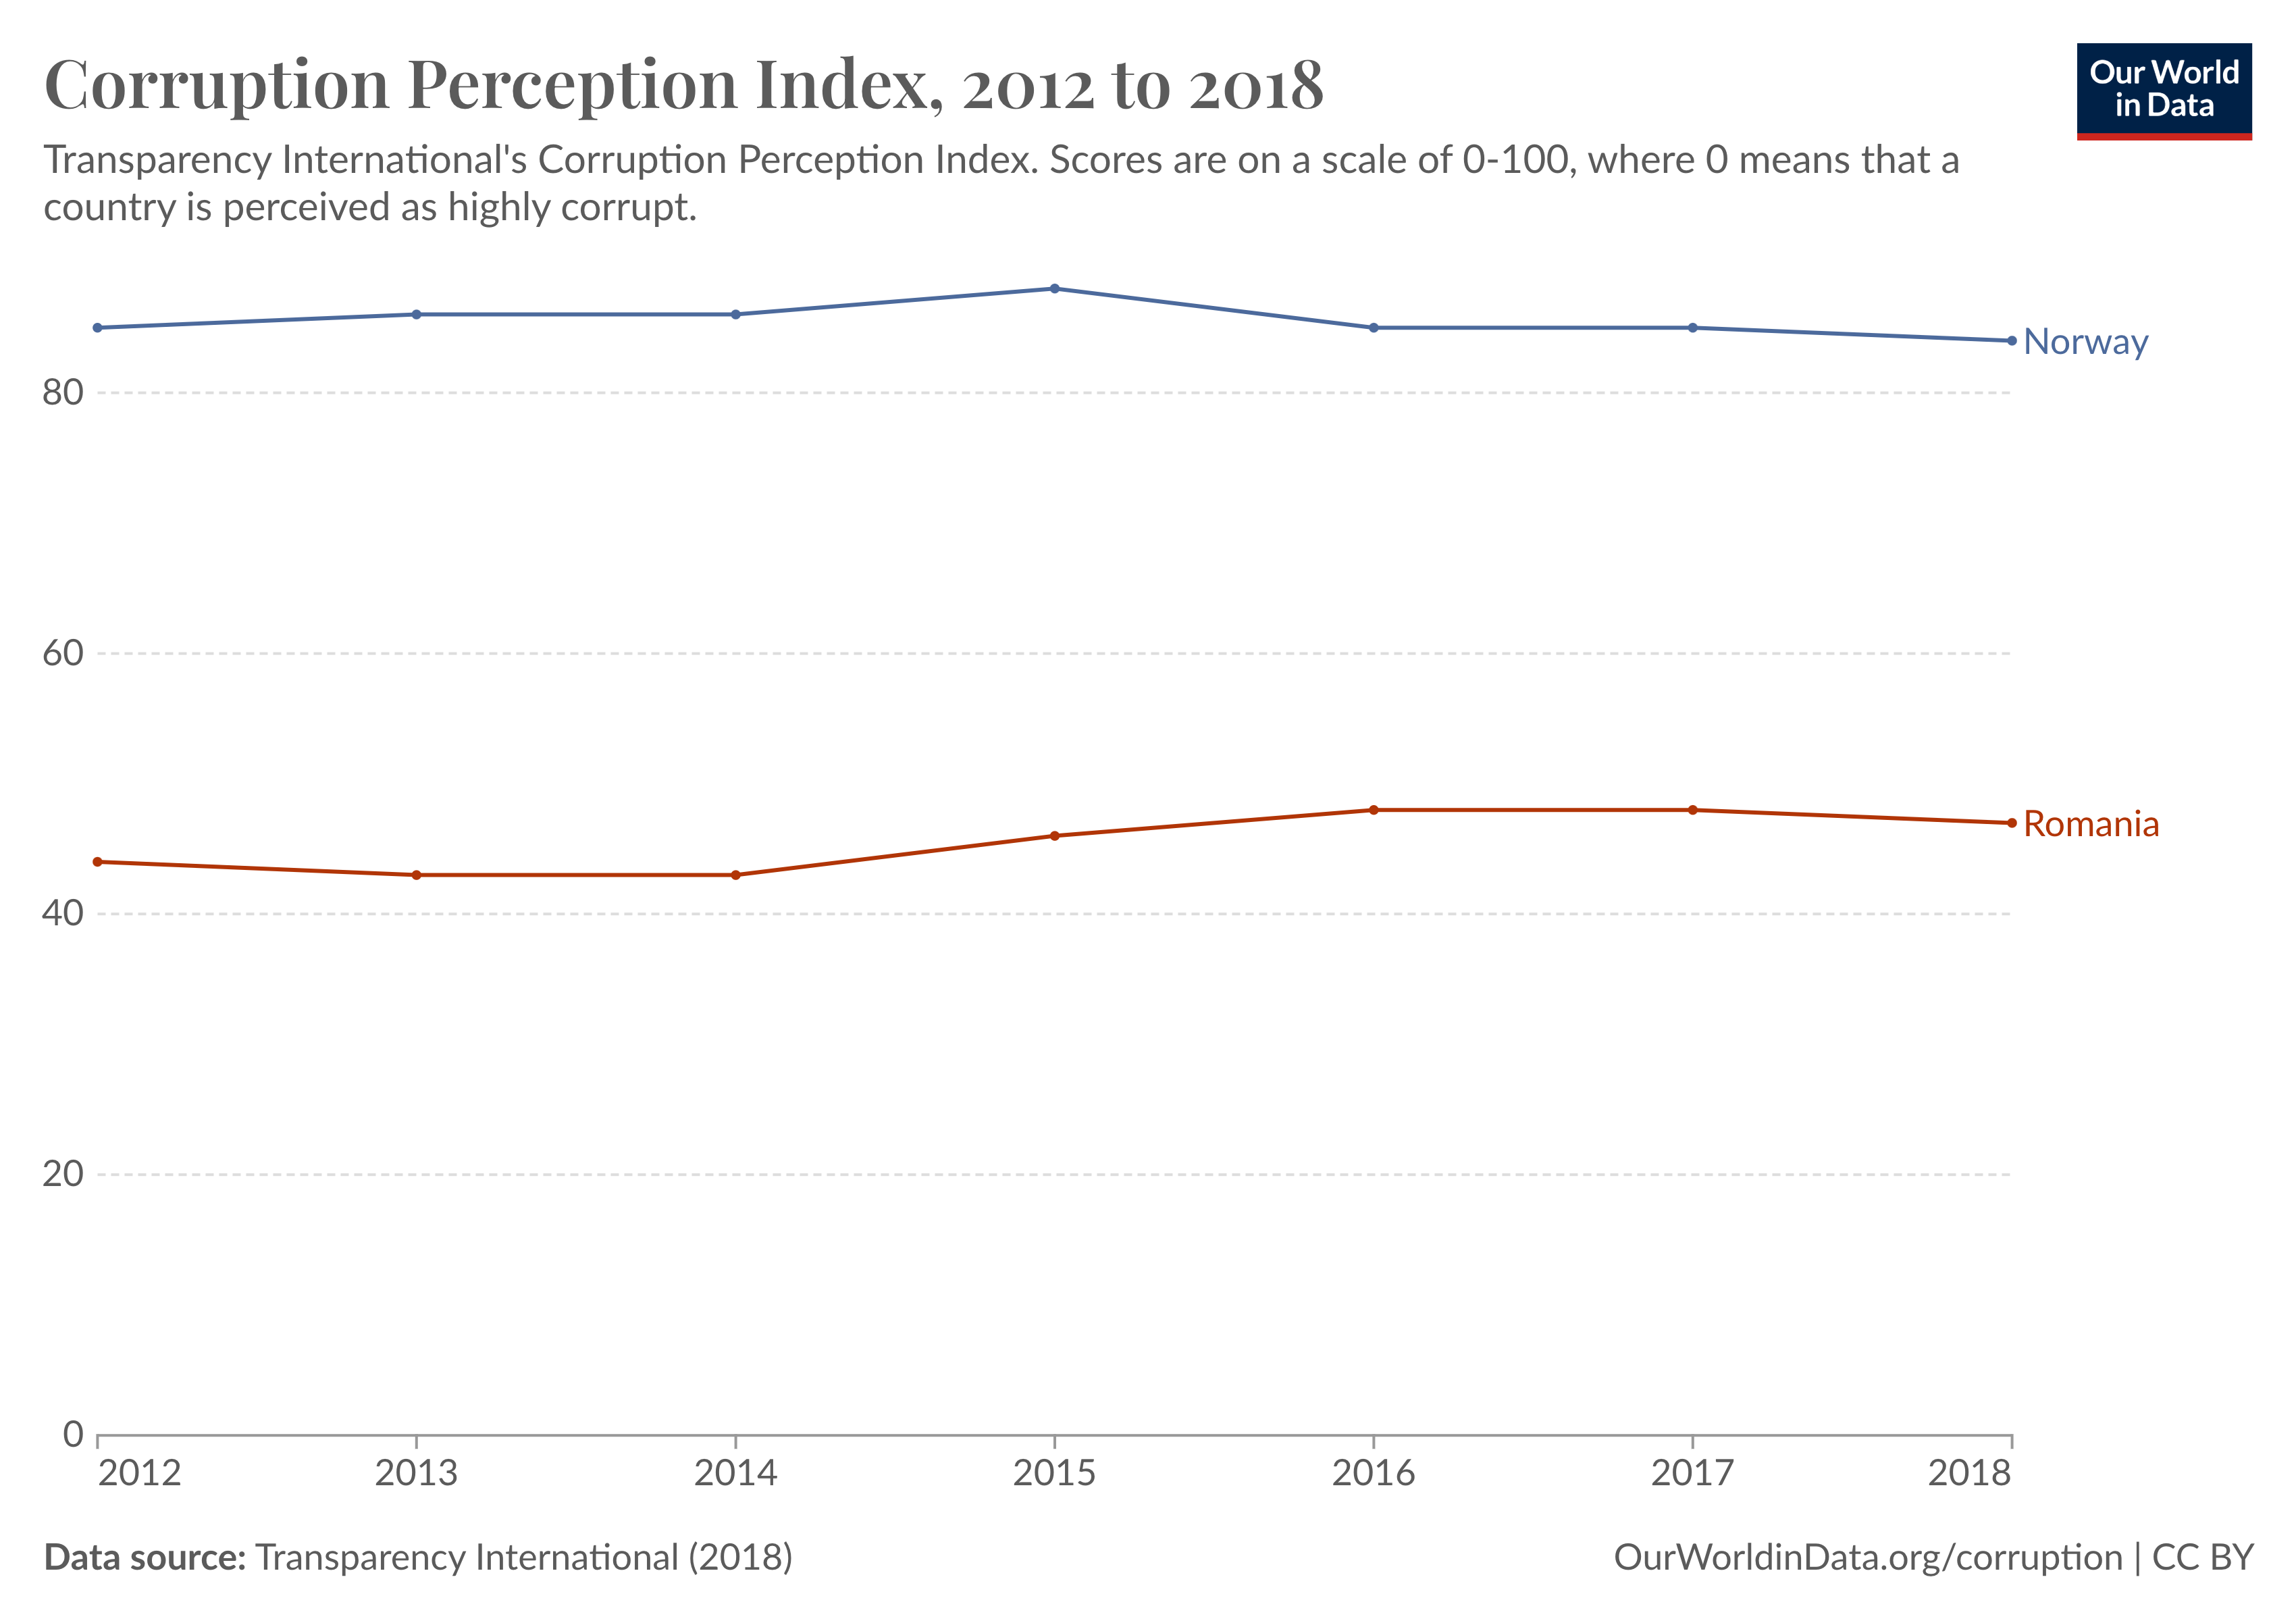 Corruption Perception Index, 2012 to 2018
Our World
in Data
Transparency International's Corruption Perception Index. Scores are on a scale of 0-100, where 0 means that a
country is perceived as highly corrupt.
Norway
80
60
Romania
40
20
0
2012 2013 2014 2015 2016 2017 2018
Data source: Transparency International (2018)
OurWorldinData.org/corruption | CC BY